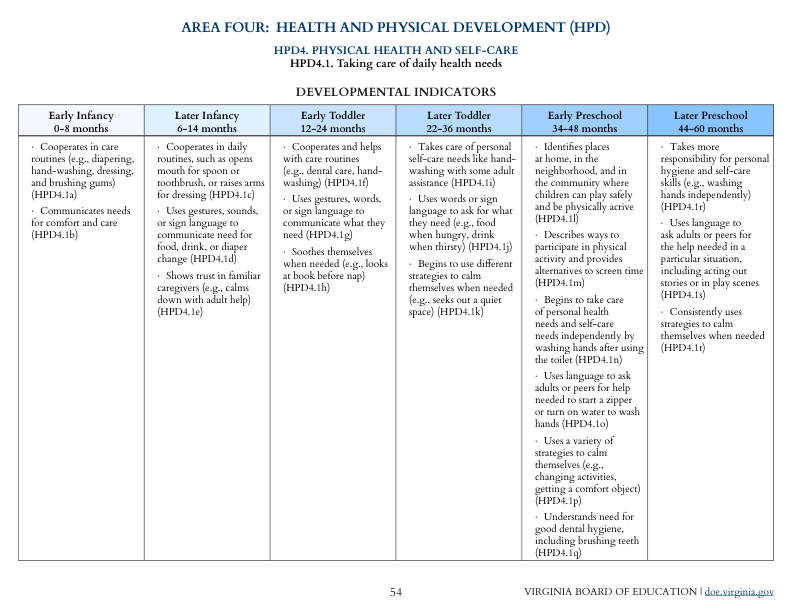 AREA FOUR:  HEALTH AND PHYSICAL DEVELOPMENT (HPD)
HPD4. PHYSICAL HEALTH AND SELF-CARE
HPD4.1. Taking care of daily health needs
DEVELOPMENTAL INDICATORS
Early Infancy
0–8 months
· Cooperates in care
routines (e.g., diapering,
hand-washing, dressing,
and brushing gums)
(HPD4.1a)
· Communicates needs
for comfort and care
(HPD4.1b)
Later Infancy
6–14 months
· Cooperates in daily
routines, such as opens
mouth for spoon or
toothbrush, or raises arms
for dressing (HPD4.1c)
· Uses gestures, sounds,
or sign language to
communicate need for
food, drink, or diaper
change (HPD4.1d)
· Shows trust in familiar
caregivers (e.g., calms
down with adult help)
(HPD4.1e)
Early Toddler
12–24 months
· Cooperates and helps
with care routines
(e.g., dental care, hand-
washing) (HPD4.1f)
· Uses gestures, words,
or sign language to
communicate what they
need (HPD4.1g)
· Soothes themselves
when needed (e.g., looks
at book before nap)
(HPD4.1h)
Later Toddler
22–36 months
· Takes care of personal
self-care needs like hand-
washing with some adult
assistance (HPD4.1i)
· Uses words or sign
language to ask for what
they need (e.g., food
when hungry, drink
when thirsty) (HPD4.1j)
· Begins to use different
strategies to calm
themselves when needed
(e.g., seeks out a quiet
space) (HPD4.1k)
Early Preschool
34–48 months
· Identifies places
at home, in the
neighborhood, and in
the community where
children can play safely
and be physically active
(HPD4.1l)
· Describes ways to
participate in physical
activity and provides
alternatives to screen time
(HPD4.1m)
· Begins to take care
of personal health
needs and self-care
needs independently by
washing hands after using
the toilet (HPD4.1n)
· Uses language to ask
adults or peers for help
needed to start a zipper
or turn on water to wash
hands (HPD4.1o)
· Uses a variety of
strategies to calm
themselves (e.g.,
changing activities,
getting a comfort object)
(HPD4.1p)
· Understands need for
good dental hygiene,
including brushing teeth
(HPD4.1q)
Later Preschool
44–60 months
· Takes more
responsibility for personal
hygiene and self-care
skills (e.g., washing
hands independently)
(HPD4.1r)
· Uses language to
ask adults or peers for
the help needed in a
particular situation,
including acting out
stories or in play scenes
(HPD4.1s)
· Consistently uses
strategies to calm
themselves when needed
(HPD4.1t)
54
VIRGINIA BOARD OF EDUCATION | doe.virginia.gov